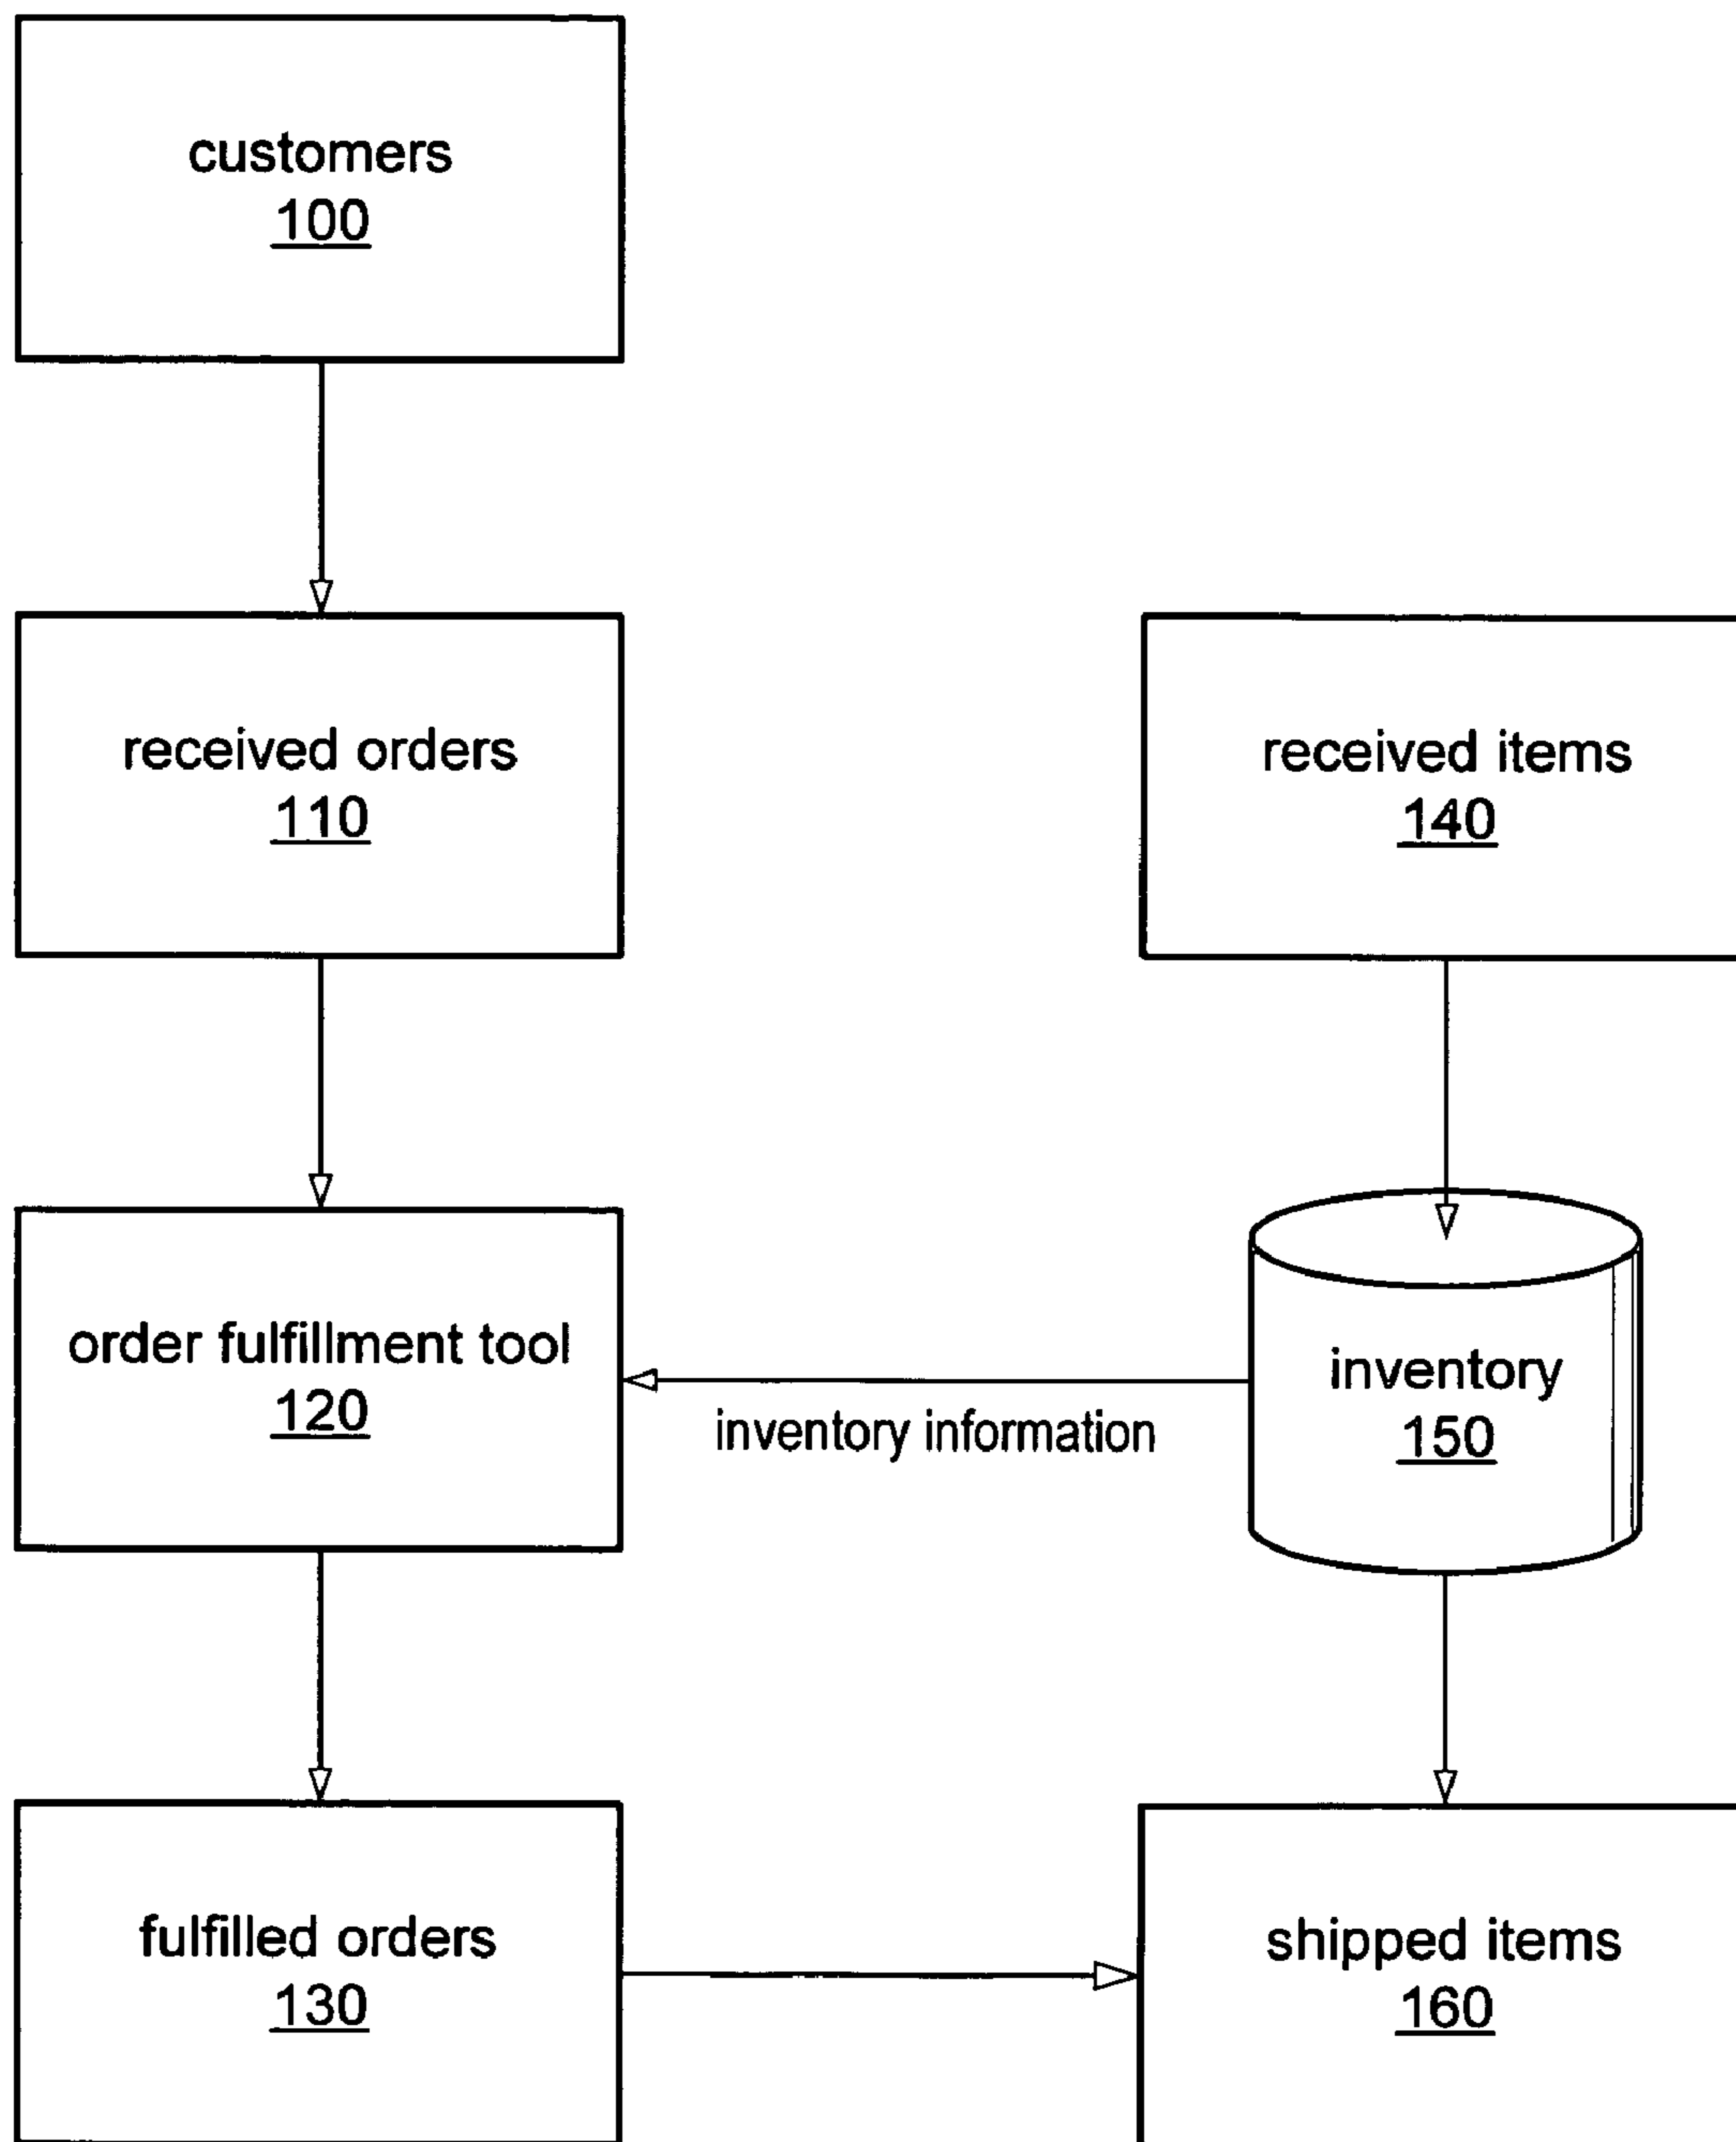 customers
100
received orders
110
received items
140
order fulfillment tool
120
inventory information
inventory
150
fulfilled orders
130
shipped items
160